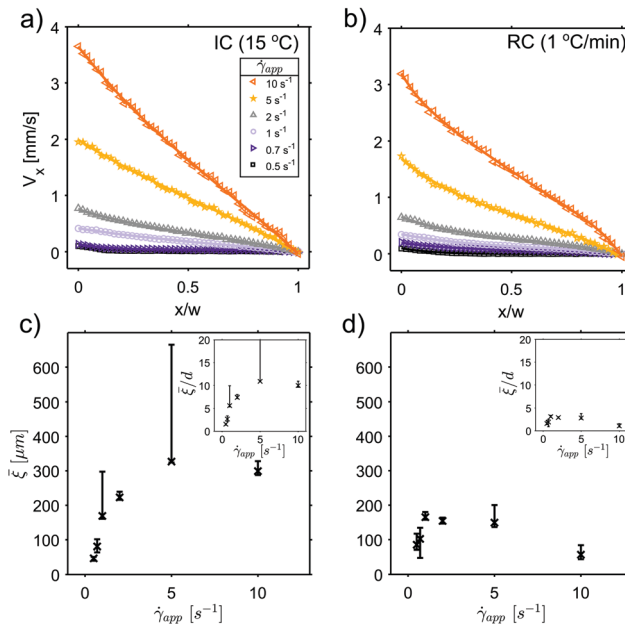 a) IC (15 °C)
γ̇app
10 s⁻¹
5 s⁻¹
2 s⁻¹
1 s⁻¹
0.7 s⁻¹
0.5 s⁻¹
4
3
2
1
0
Vx [mm/s]
0 0.5 1
x/w
b) RC (1 °C/min)
4
3
2
1
0
0 0.5 1
x/w
c)
600
500
400
300
200
100
0
ξ̄ [μm]
0 5 10
γ̇app [s⁻¹]
20
15
10
5
0
ξ̄/d
0 5 10
γ̇app [s⁻¹]
d)
600
500
400
300
200
100
0
0 5 10
γ̇app [s⁻¹]
20
15
10
5
0
ξ̄/d
0 5 10
γ̇app [s⁻¹]